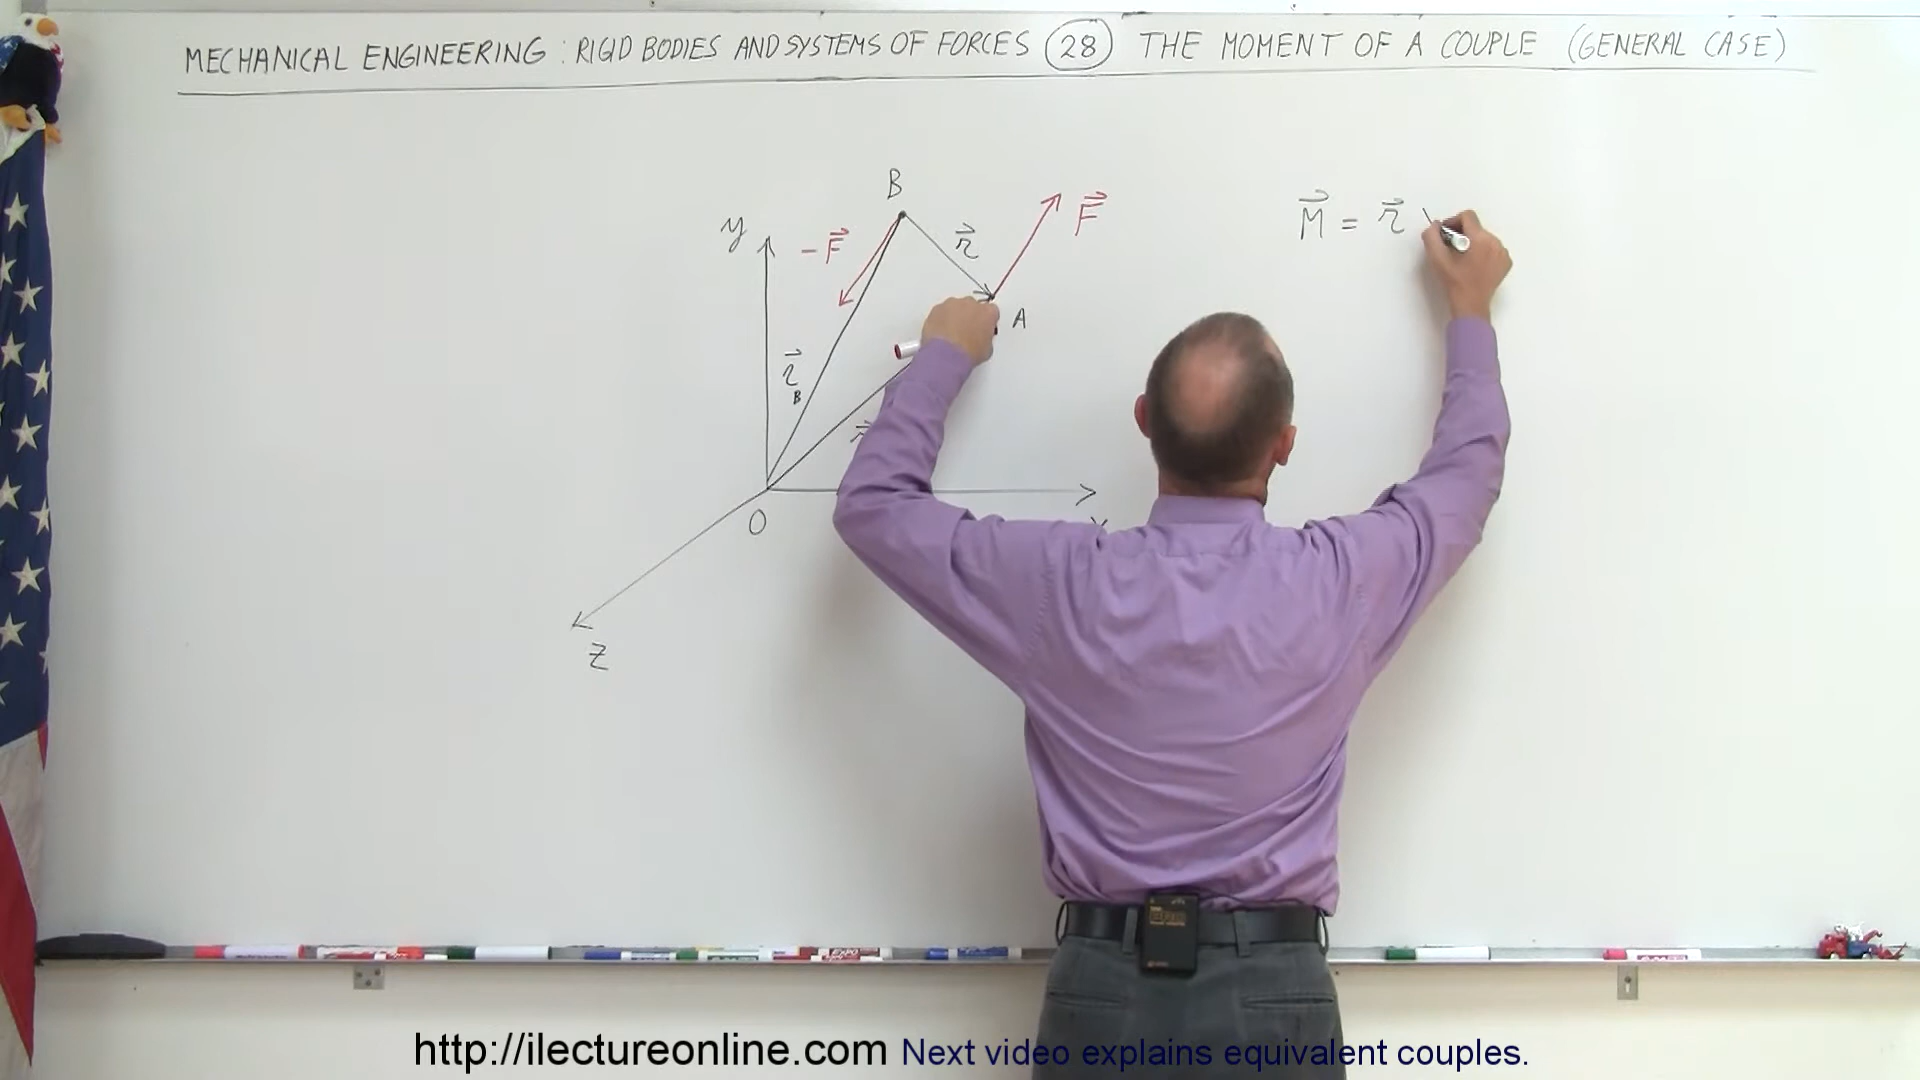 MECHANICAL ENGINEERING : RIGID BODIES AND SYSTEMS OF FORCES 28 THE MOMENT OF A COUPLE (GENERAL CASE)
B
y
-F⃗
r⃗
F⃗
M⃗ = r⃗
A
r⃗
B
O
z
http://ilectureonline.com Next video explains equivalent couples.